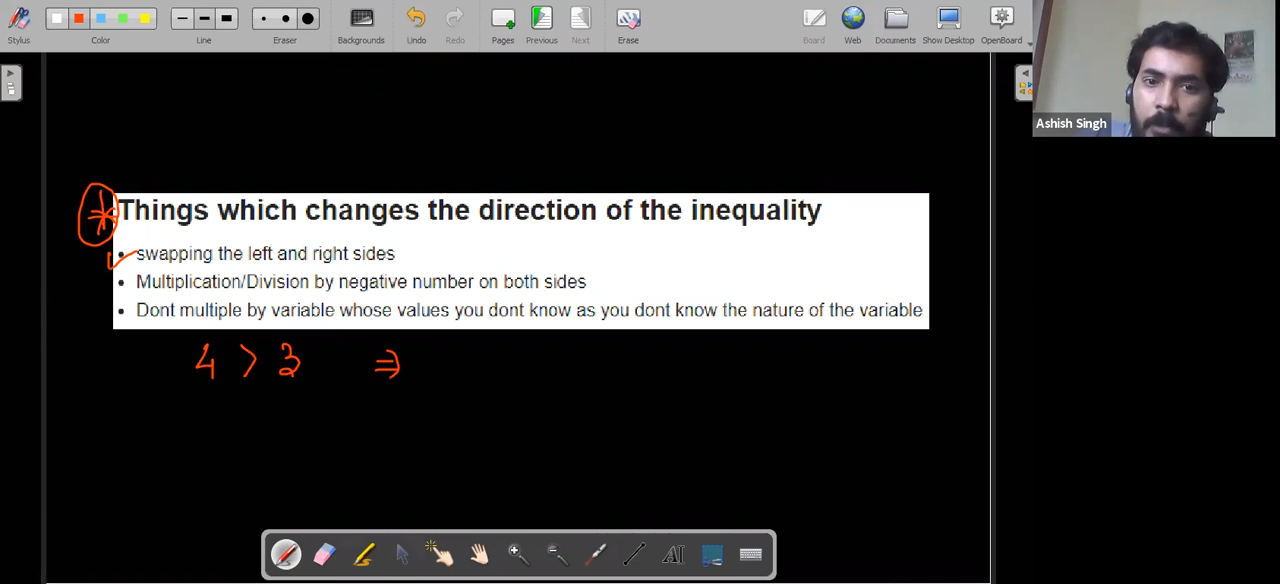 Stylus Color Line Eraser Backgrounds Undo Redo Pages Previous Next Erase Board Web Documents Show Desktop OpenBoard
Ashish Singh
* Things which changes the direction of the inequality
• swapping the left and right sides
• Multiplication/Division by negative number on both sides
• Dont multiple by variable whose values you dont know as you dont know the nature of the variable
4 > 3 ⇒
AI